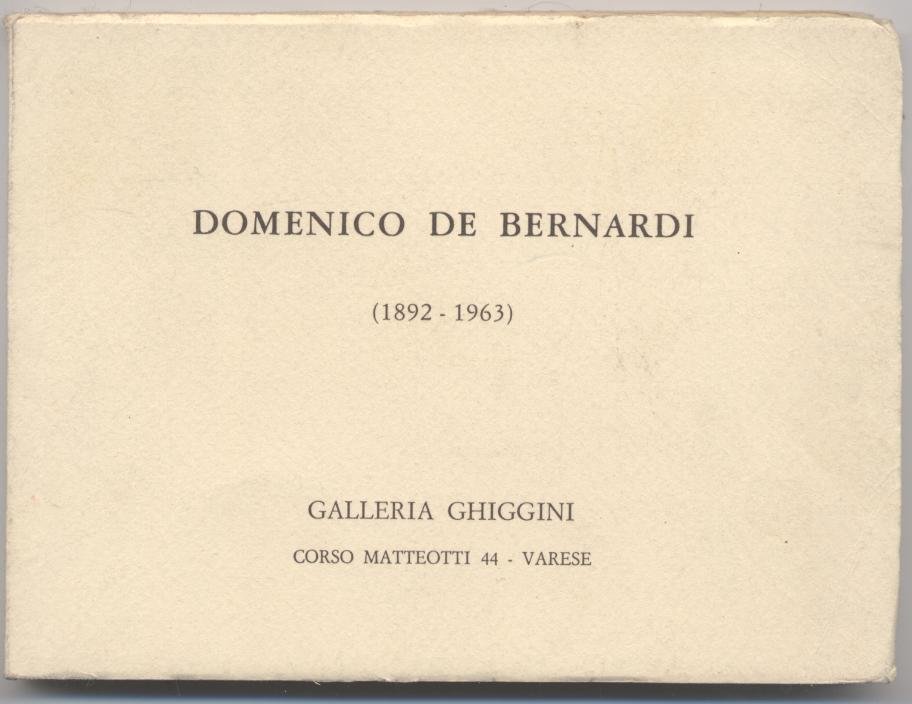 DOMENICO DE BERNARDI
(1892 - 1963)
GALLERIA GHIGGINI
CORSO MATTEOTTI 44 - VARESE